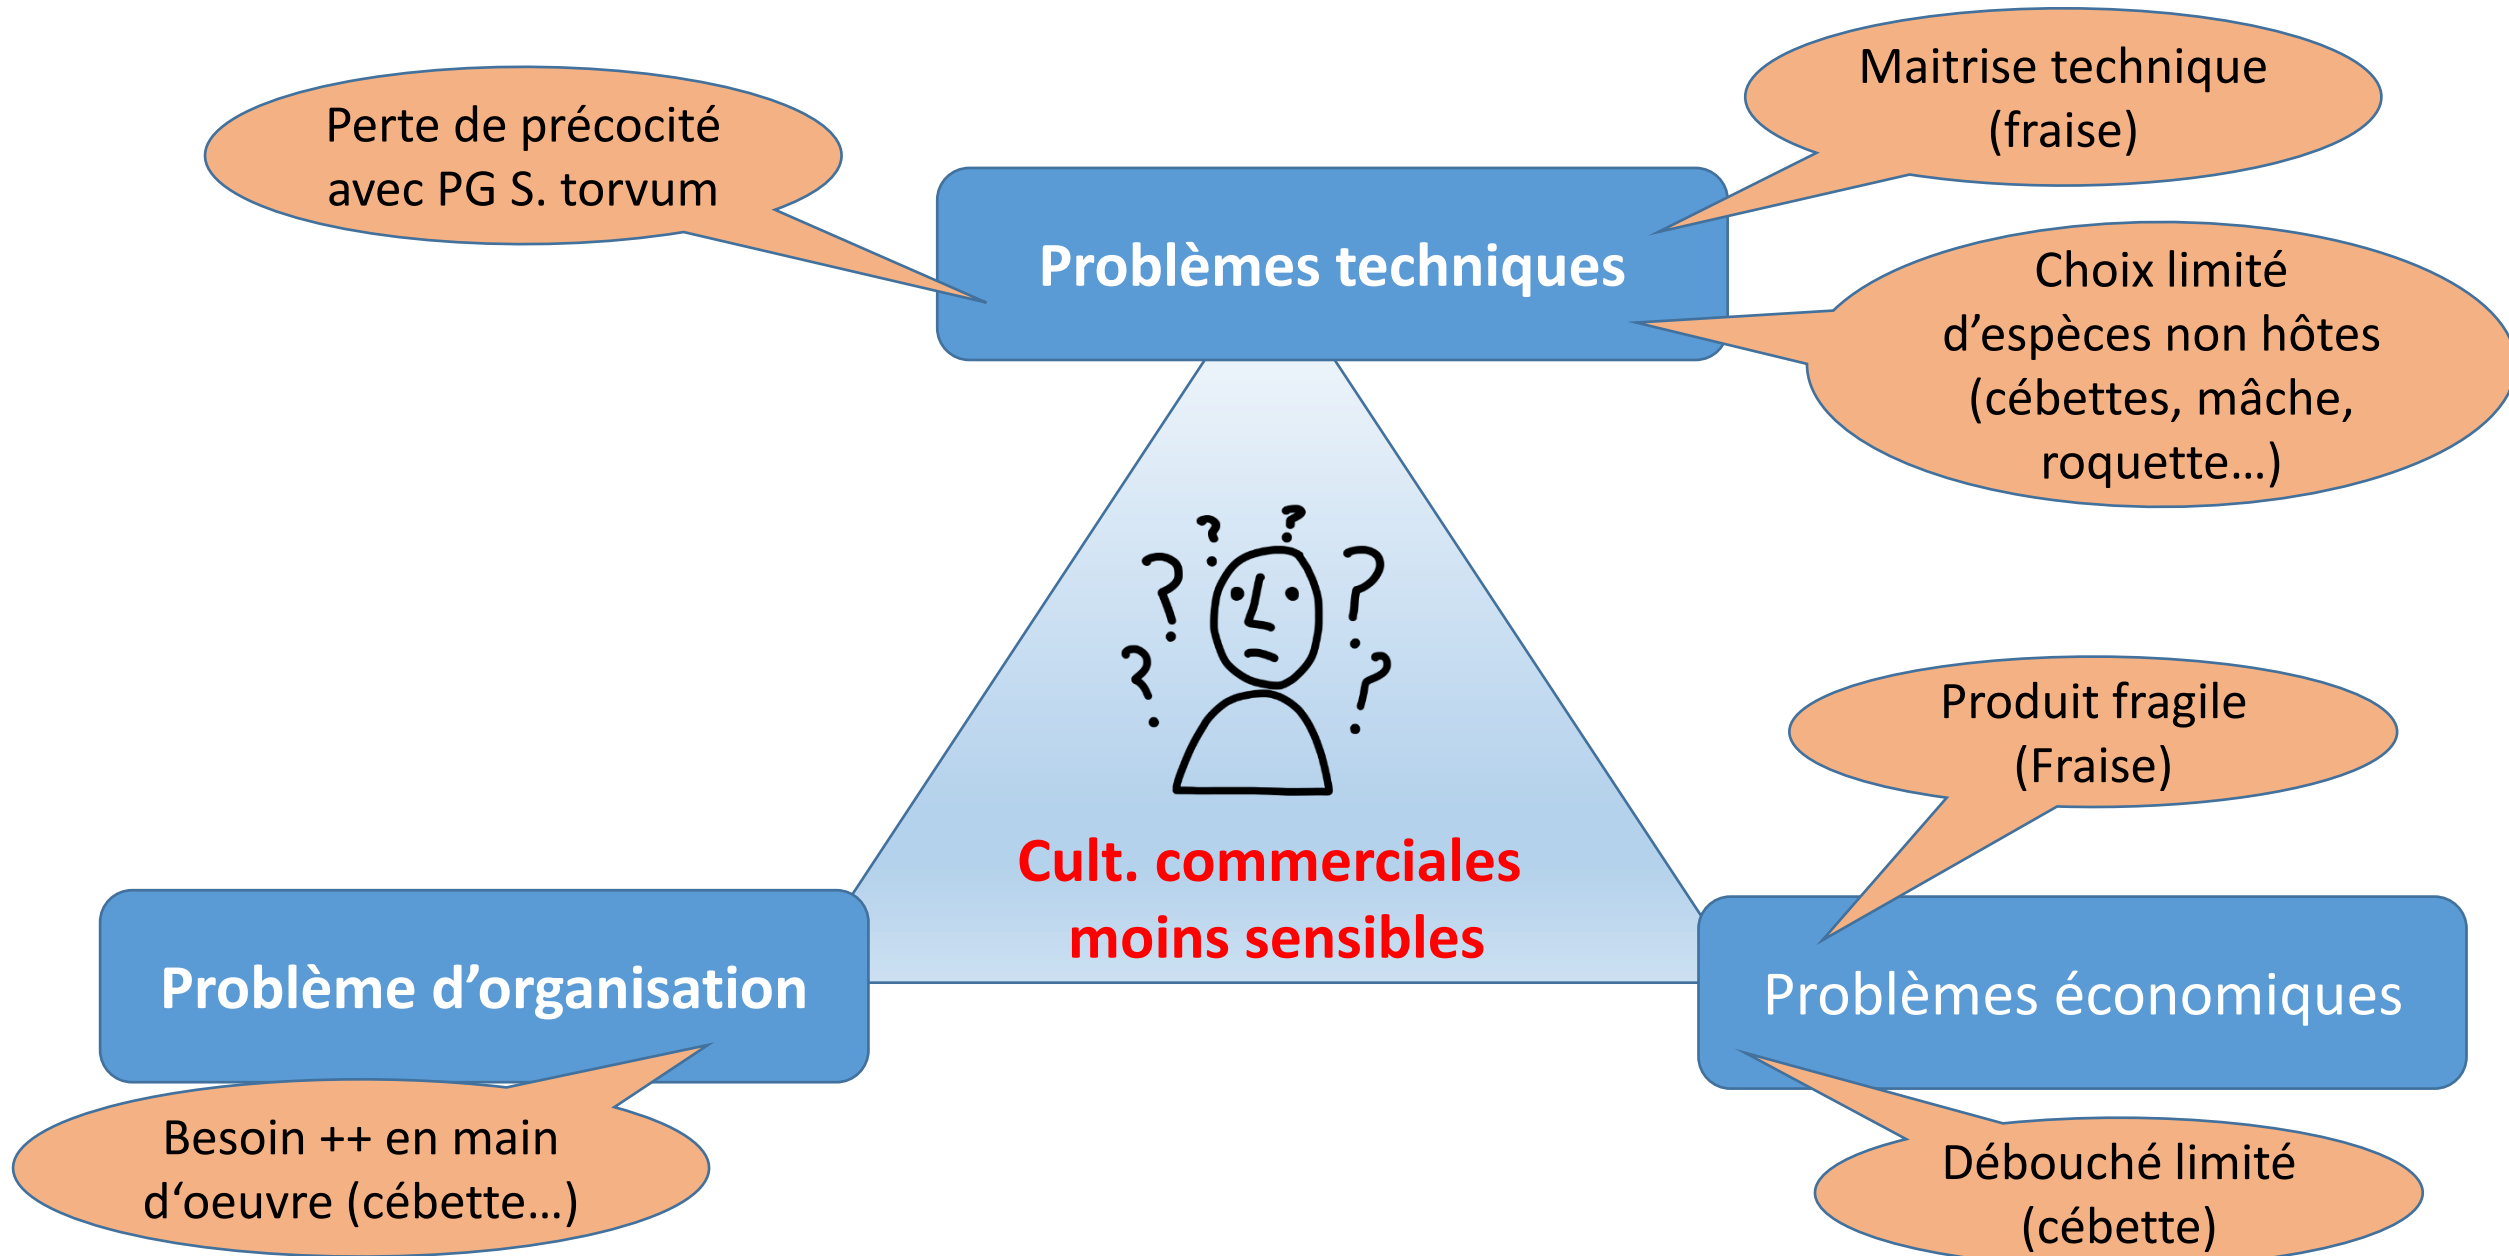 Perte de précocité
avec PG S. torvum
Maitrise technique
(fraise)
Problèmes techniques
Choix limité
d’espèces non hôtes
(cébettes, mâche,
roquette…)
Produit fragile
(Fraise)
Cult. commerciales
moins sensibles
Problème d’organisation
Problèmes économiques
Besoin ++ en main
d‘oeuvre (cébette…)
Débouché limité
(cébette)